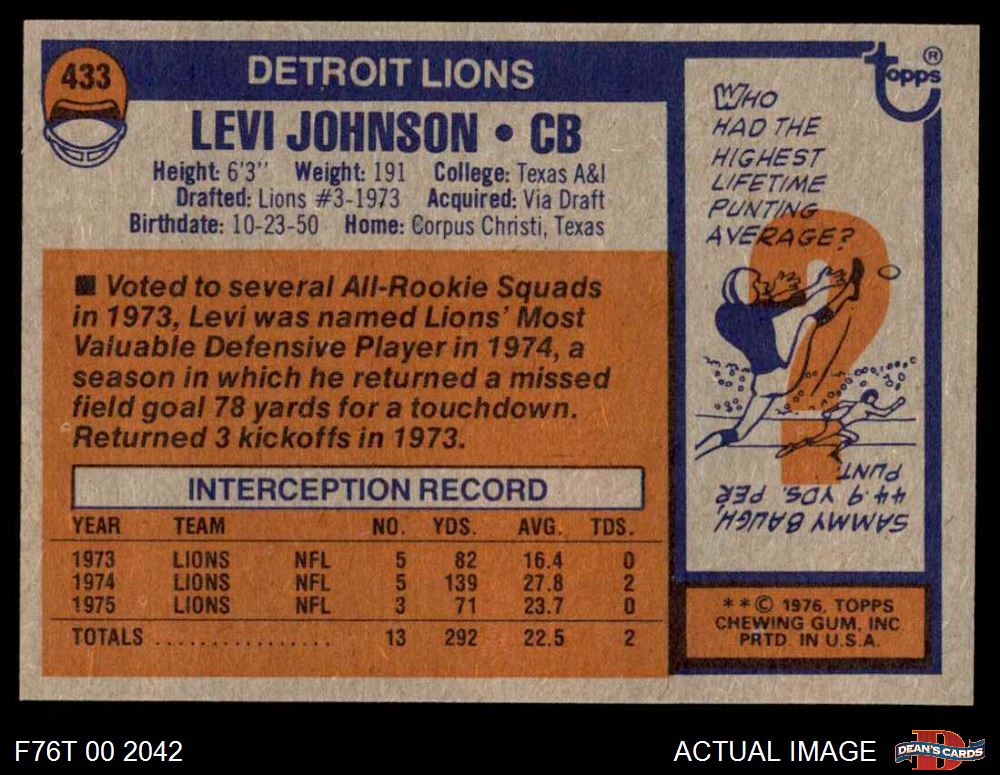 433
DETROIT LIONS
LEVI JOHNSON • CB
Height: 6'3" Weight: 191 College: Texas A&I
Drafted: Lions #3-1973 Acquired: Via Draft
Birthdate: 10-23-50 Home: Corpus Christi, Texas
■ Voted to several All-Rookie Squads
in 1973, Levi was named Lions' Most
Valuable Defensive Player in 1974, a
season in which he returned a missed
field goal 78 yards for a touchdown.
Returned 3 kickoffs in 1973.
INTERCEPTION RECORD
YEAR TEAM NO. YDS. AVG. TDS.
1973 LIONS NFL 5 82 16.4 0
1974 LIONS NFL 5 139 27.8 2
1975 LIONS NFL 3 71 23.7 0
TOTALS ................. 13 292 22.5 2
topps®
WHO
HAD THE
HIGHEST
LIFETIME
PUNTING
AVERAGE?
SAMMY BAUGH,
44.9 YDS. PER
PUNT.
**© 1976, TOPPS
CHEWING GUM, INC
PRTD. IN U.S.A.
F76T 00 2042
ACTUAL IMAGE
D
DEAN'S CARDS